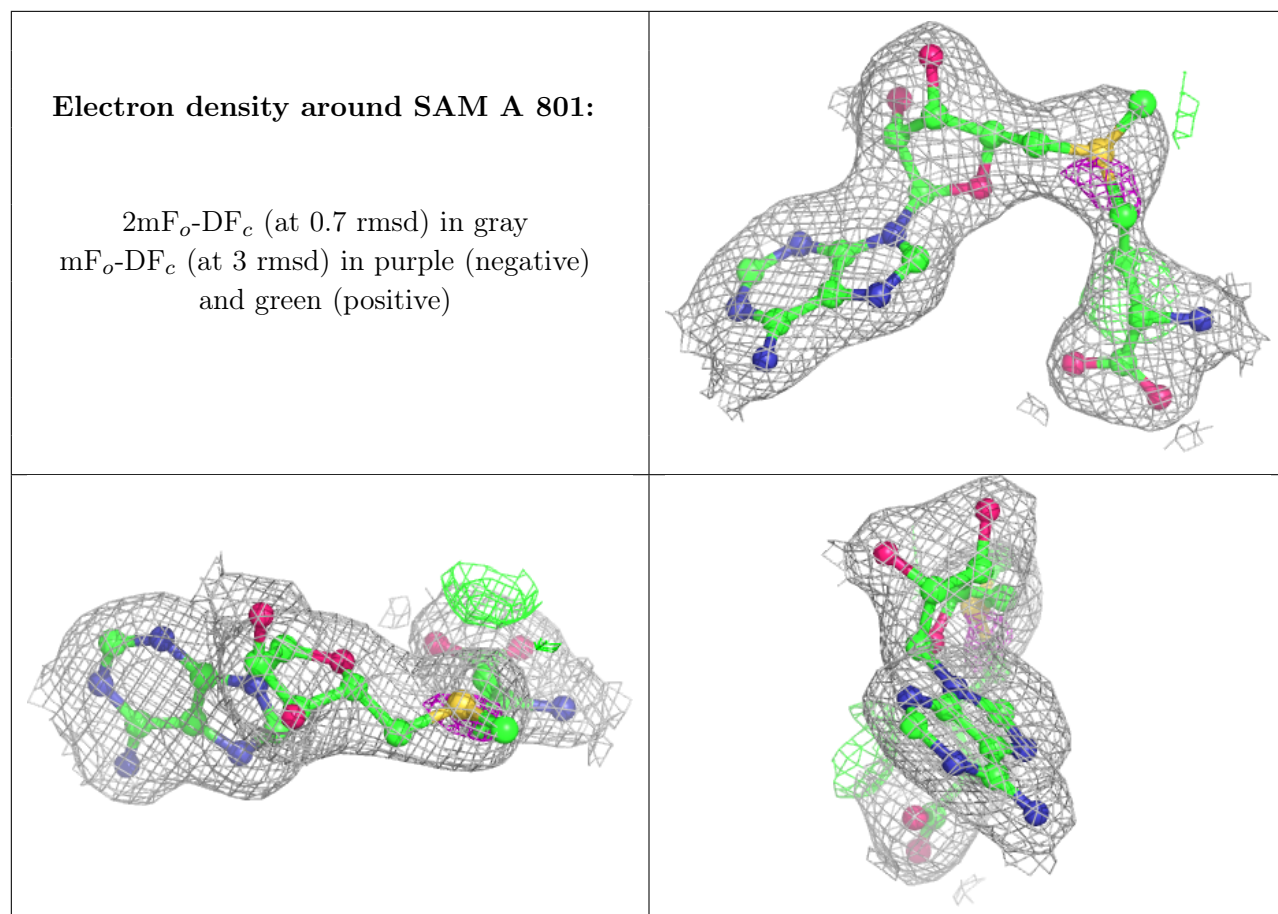 Electron density around SAM A 801:
2mFo-DFc (at 0.7 rmsd) in gray
mFo-DFc (at 3 rmsd) in purple (negative)
and green (positive)